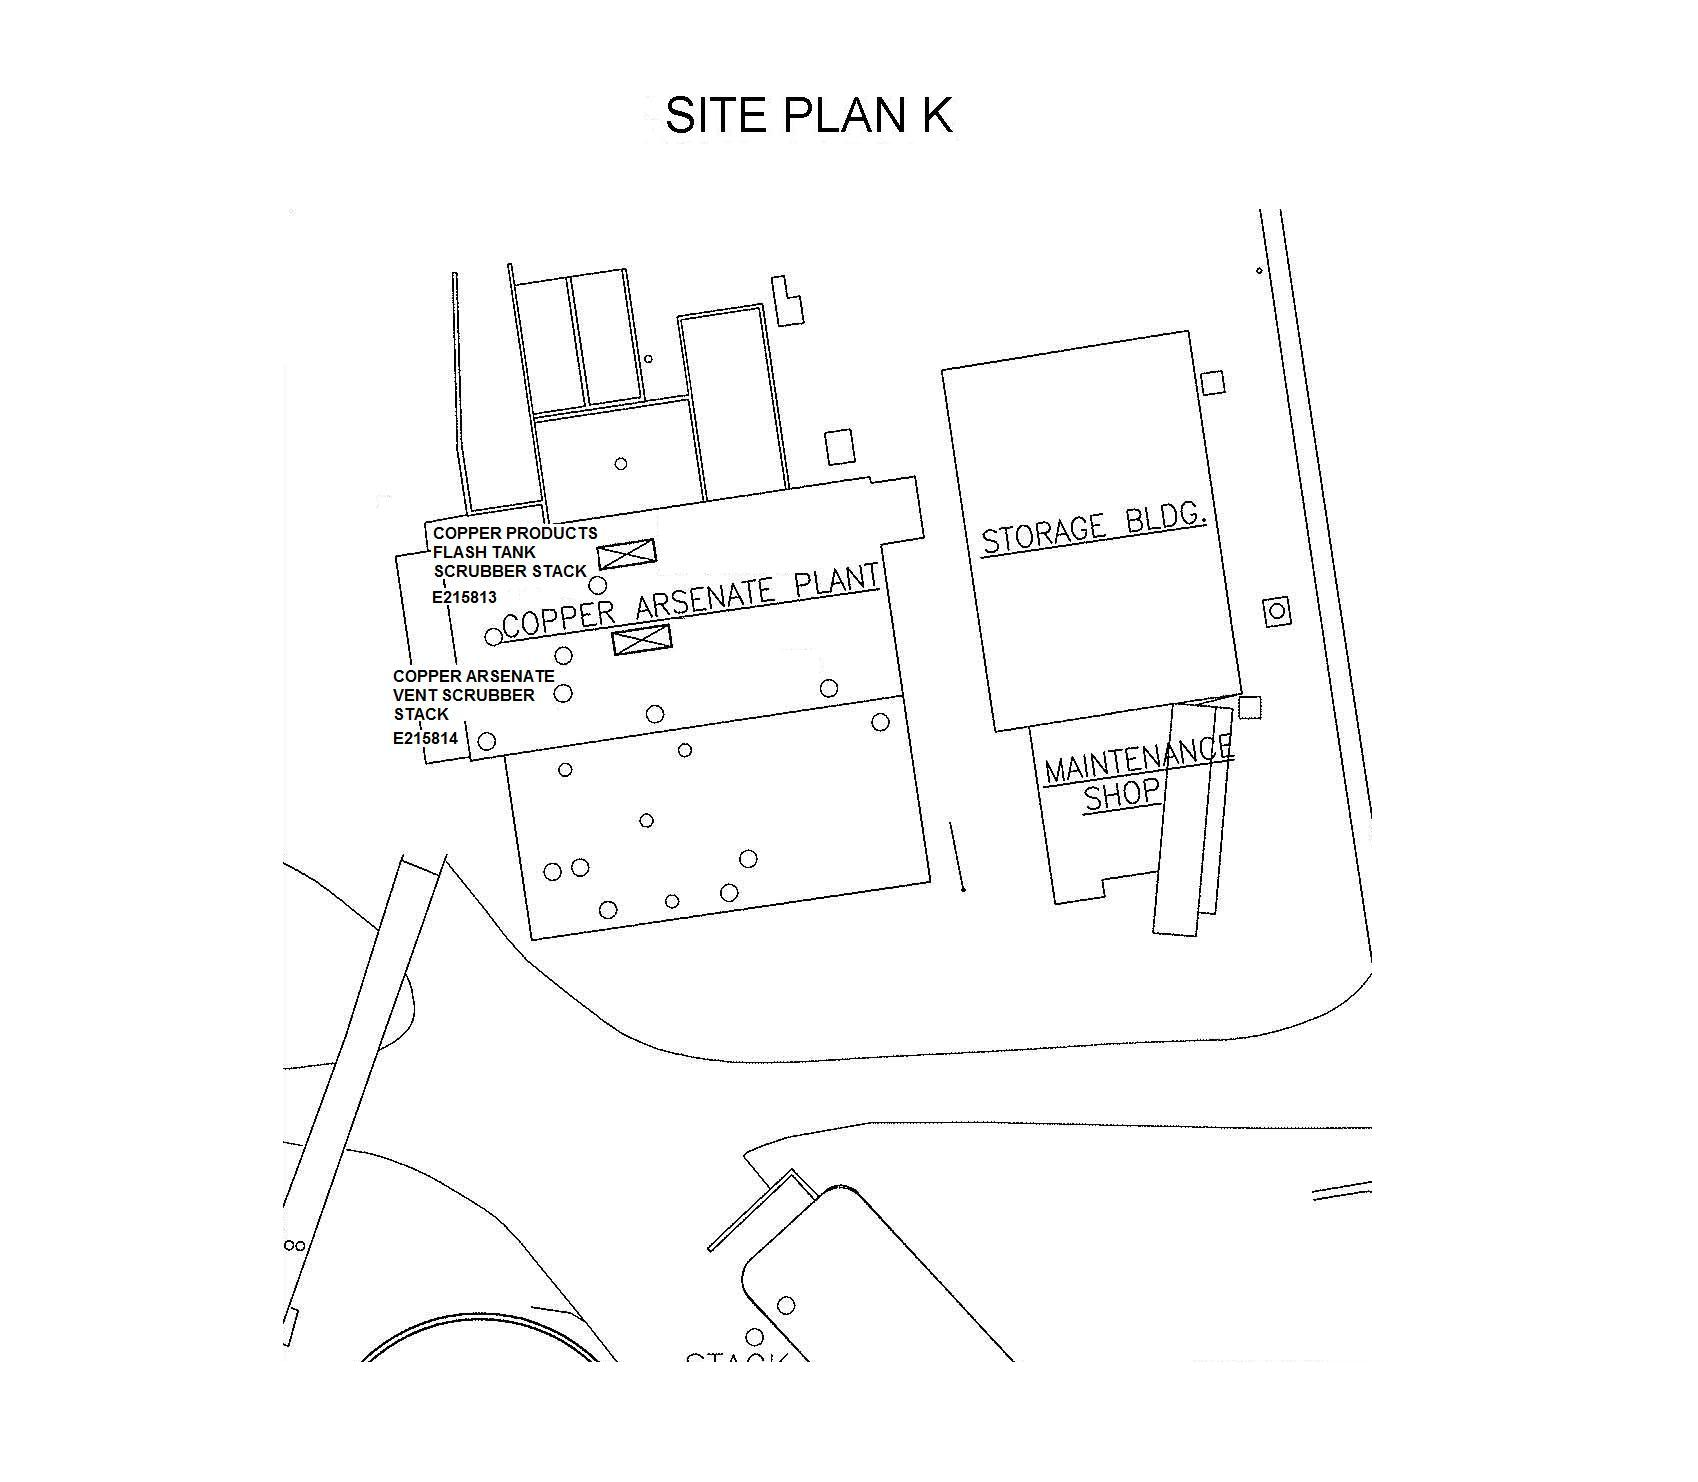 SITE PLAN K
COPPER PRODUCTS
FLASH TANK
SCRUBBER STACK
E215813
COPPER ARSENATE PLANT
COPPER ARSENATE
VENT SCRUBBER
STACK
E215814
STORAGE BLDG.
MAINTENANCE
SHOP
STACK